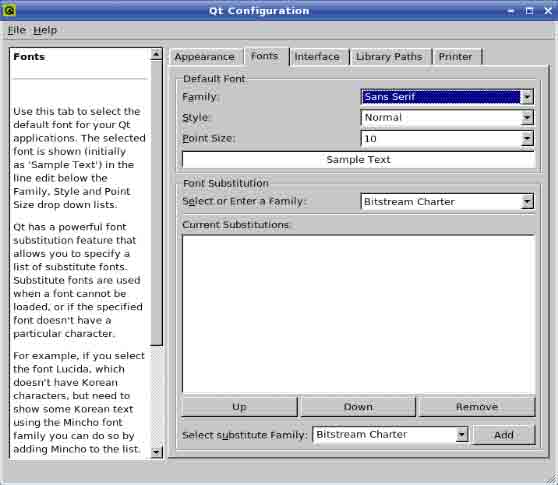 Qt Configuration
File Help
Fonts
Use this tab to select the
default font for your Qt
applications. The selected
font is shown (initially
as 'Sample Text') in the
line edit below the
Family, Style and Point
Size drop down lists.
Qt has a powerful font
substitution feature that
allows you to specify a
list of substitute fonts.
Substitute fonts are used
when a font cannot be
loaded, or if the specified
font doesn't have a
particular character.
For example, if you select
the font Lucida, which
doesn't have Korean
characters, but need to
show some Korean text
using the Mincho font
family you can do so by
adding Mincho to the list.
Appearance Fonts Interface Library Paths Printer
Default Font
Family: Sans Serif
Style: Normal
Point Size: 10
Sample Text
Font Substitution
Select or Enter a Family: Bitstream Charter
Current Substitutions:
Up Down Remove
Select substitute Family: Bitstream Charter Add